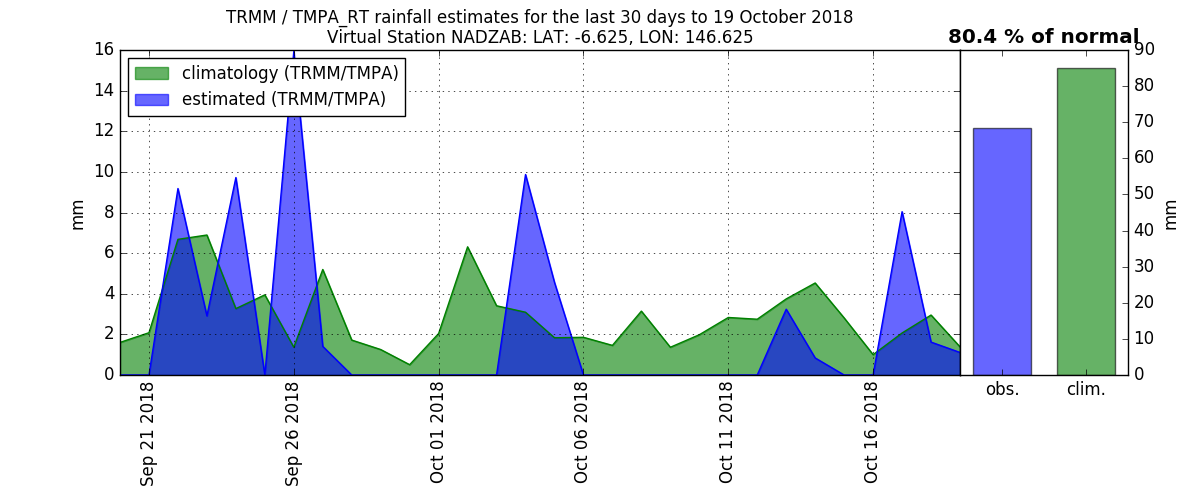 TRMM / TMPA_RT rainfall estimates for the last 30 days to 19 October 2018
Virtual Station NADZAB: LAT: -6.625, LON: 146.625
80.4 % of normal
climatology (TRMM/TMPA)
estimated (TRMM/TMPA)
16
14
12
10
8
6
4
2
0
mm
Sep 21 2018
Sep 26 2018
Oct 01 2018
Oct 06 2018
Oct 11 2018
Oct 16 2018
obs.
clim.
90
80
70
60
50
40
30
20
10
0
mm